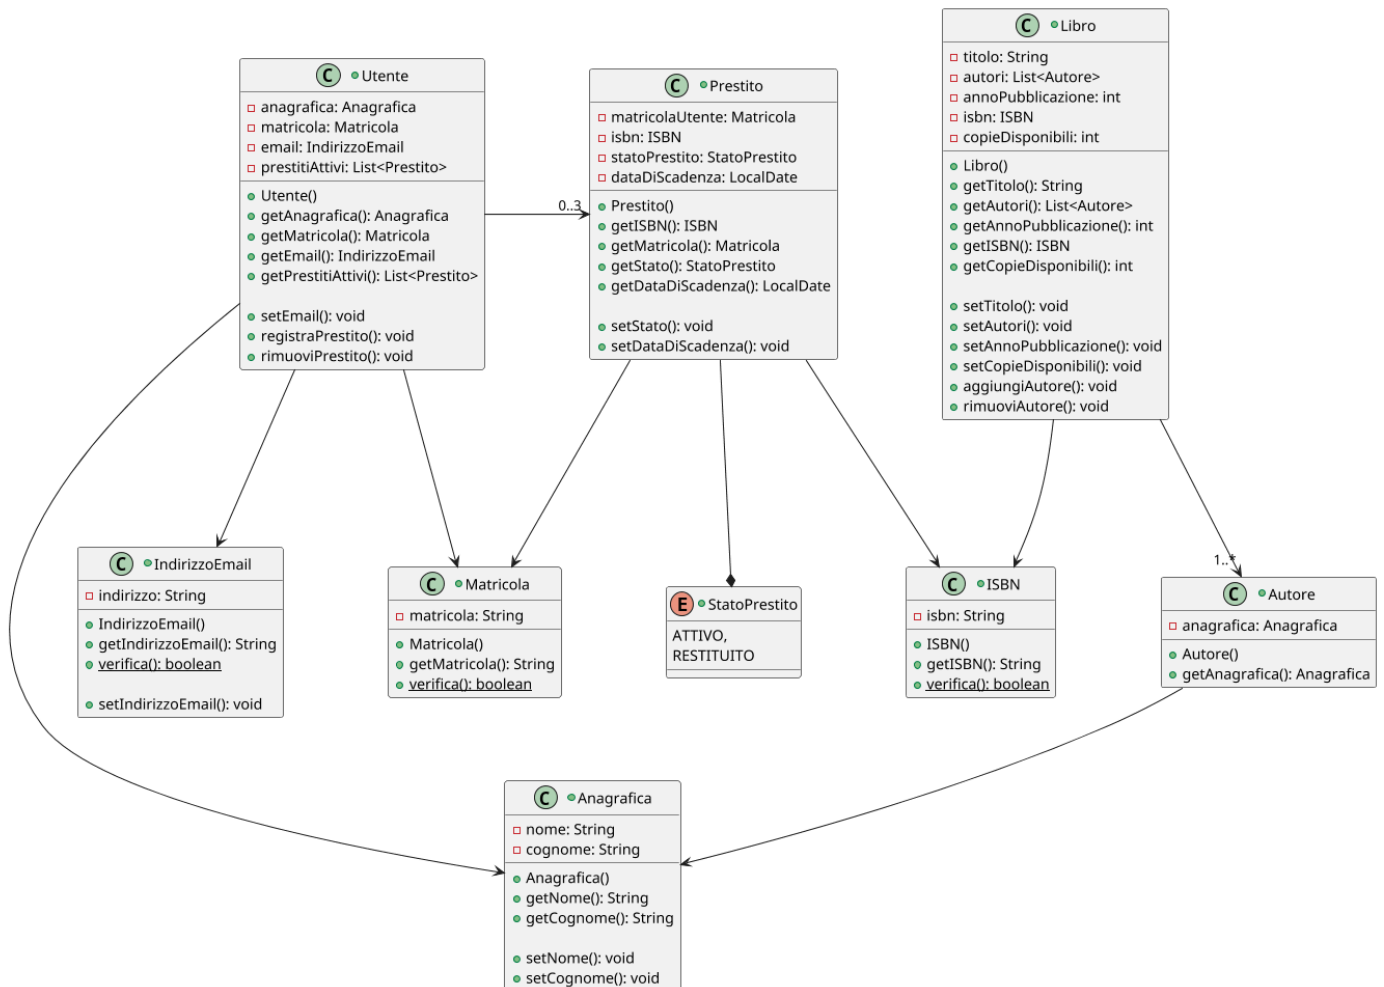 C Utente
anagrafica: Anagrafica
matricola: Matricola
email: IndirizzoEmail
prestitiAttivi: List<Prestito>
Utente()
getAnagrafica(): Anagrafica
getMatricola(): Matricola
getEmail(): IndirizzoEmail
getPrestitiAttivi(): List<Prestito>
setEmail(): void
registraPrestito(): void
rimuoviPrestito(): void
0..3
C Prestito
matricolaUtente: Matricola
isbn: ISBN
statoPrestito: StatoPrestito
dataDiScadenza: LocalDate
Prestito()
getISBN(): ISBN
getMatricola(): Matricola
getStato(): StatoPrestito
getDataDiScadenza(): LocalDate
setStato(): void
setDataDiScadenza(): void
C Libro
titolo: String
autori: List<Autore>
annoPubblicazione: int
isbn: ISBN
copieDisponibili: int
Libro()
getTitolo(): String
getAutori(): List<Autore>
getAnnoPubblicazione(): int
getISBN(): ISBN
getCopieDisponibili(): int
setTitolo(): void
setAutori(): void
setAnnoPubblicazione(): void
setCopieDisponibili(): void
aggiungiAutore(): void
rimuoviAutore(): void
1..*
C IndirizzoEmail
indirizzo: String
IndirizzoEmail()
getIndirizzoEmail(): String
verifica(): boolean
setIndirizzoEmail(): void
C Matricola
matricola: String
Matricola()
getMatricola(): String
verifica(): boolean
E StatoPrestito
ATTIVO,
RESTITUITO
C ISBN
isbn: String
ISBN()
getISBN(): String
verifica(): boolean
C Autore
anagrafica: Anagrafica
Autore()
getAnagrafica(): Anagrafica
C Anagrafica
nome: String
cognome: String
Anagrafica()
getNome(): String
getCognome(): String
setNome(): void
setCognome(): void